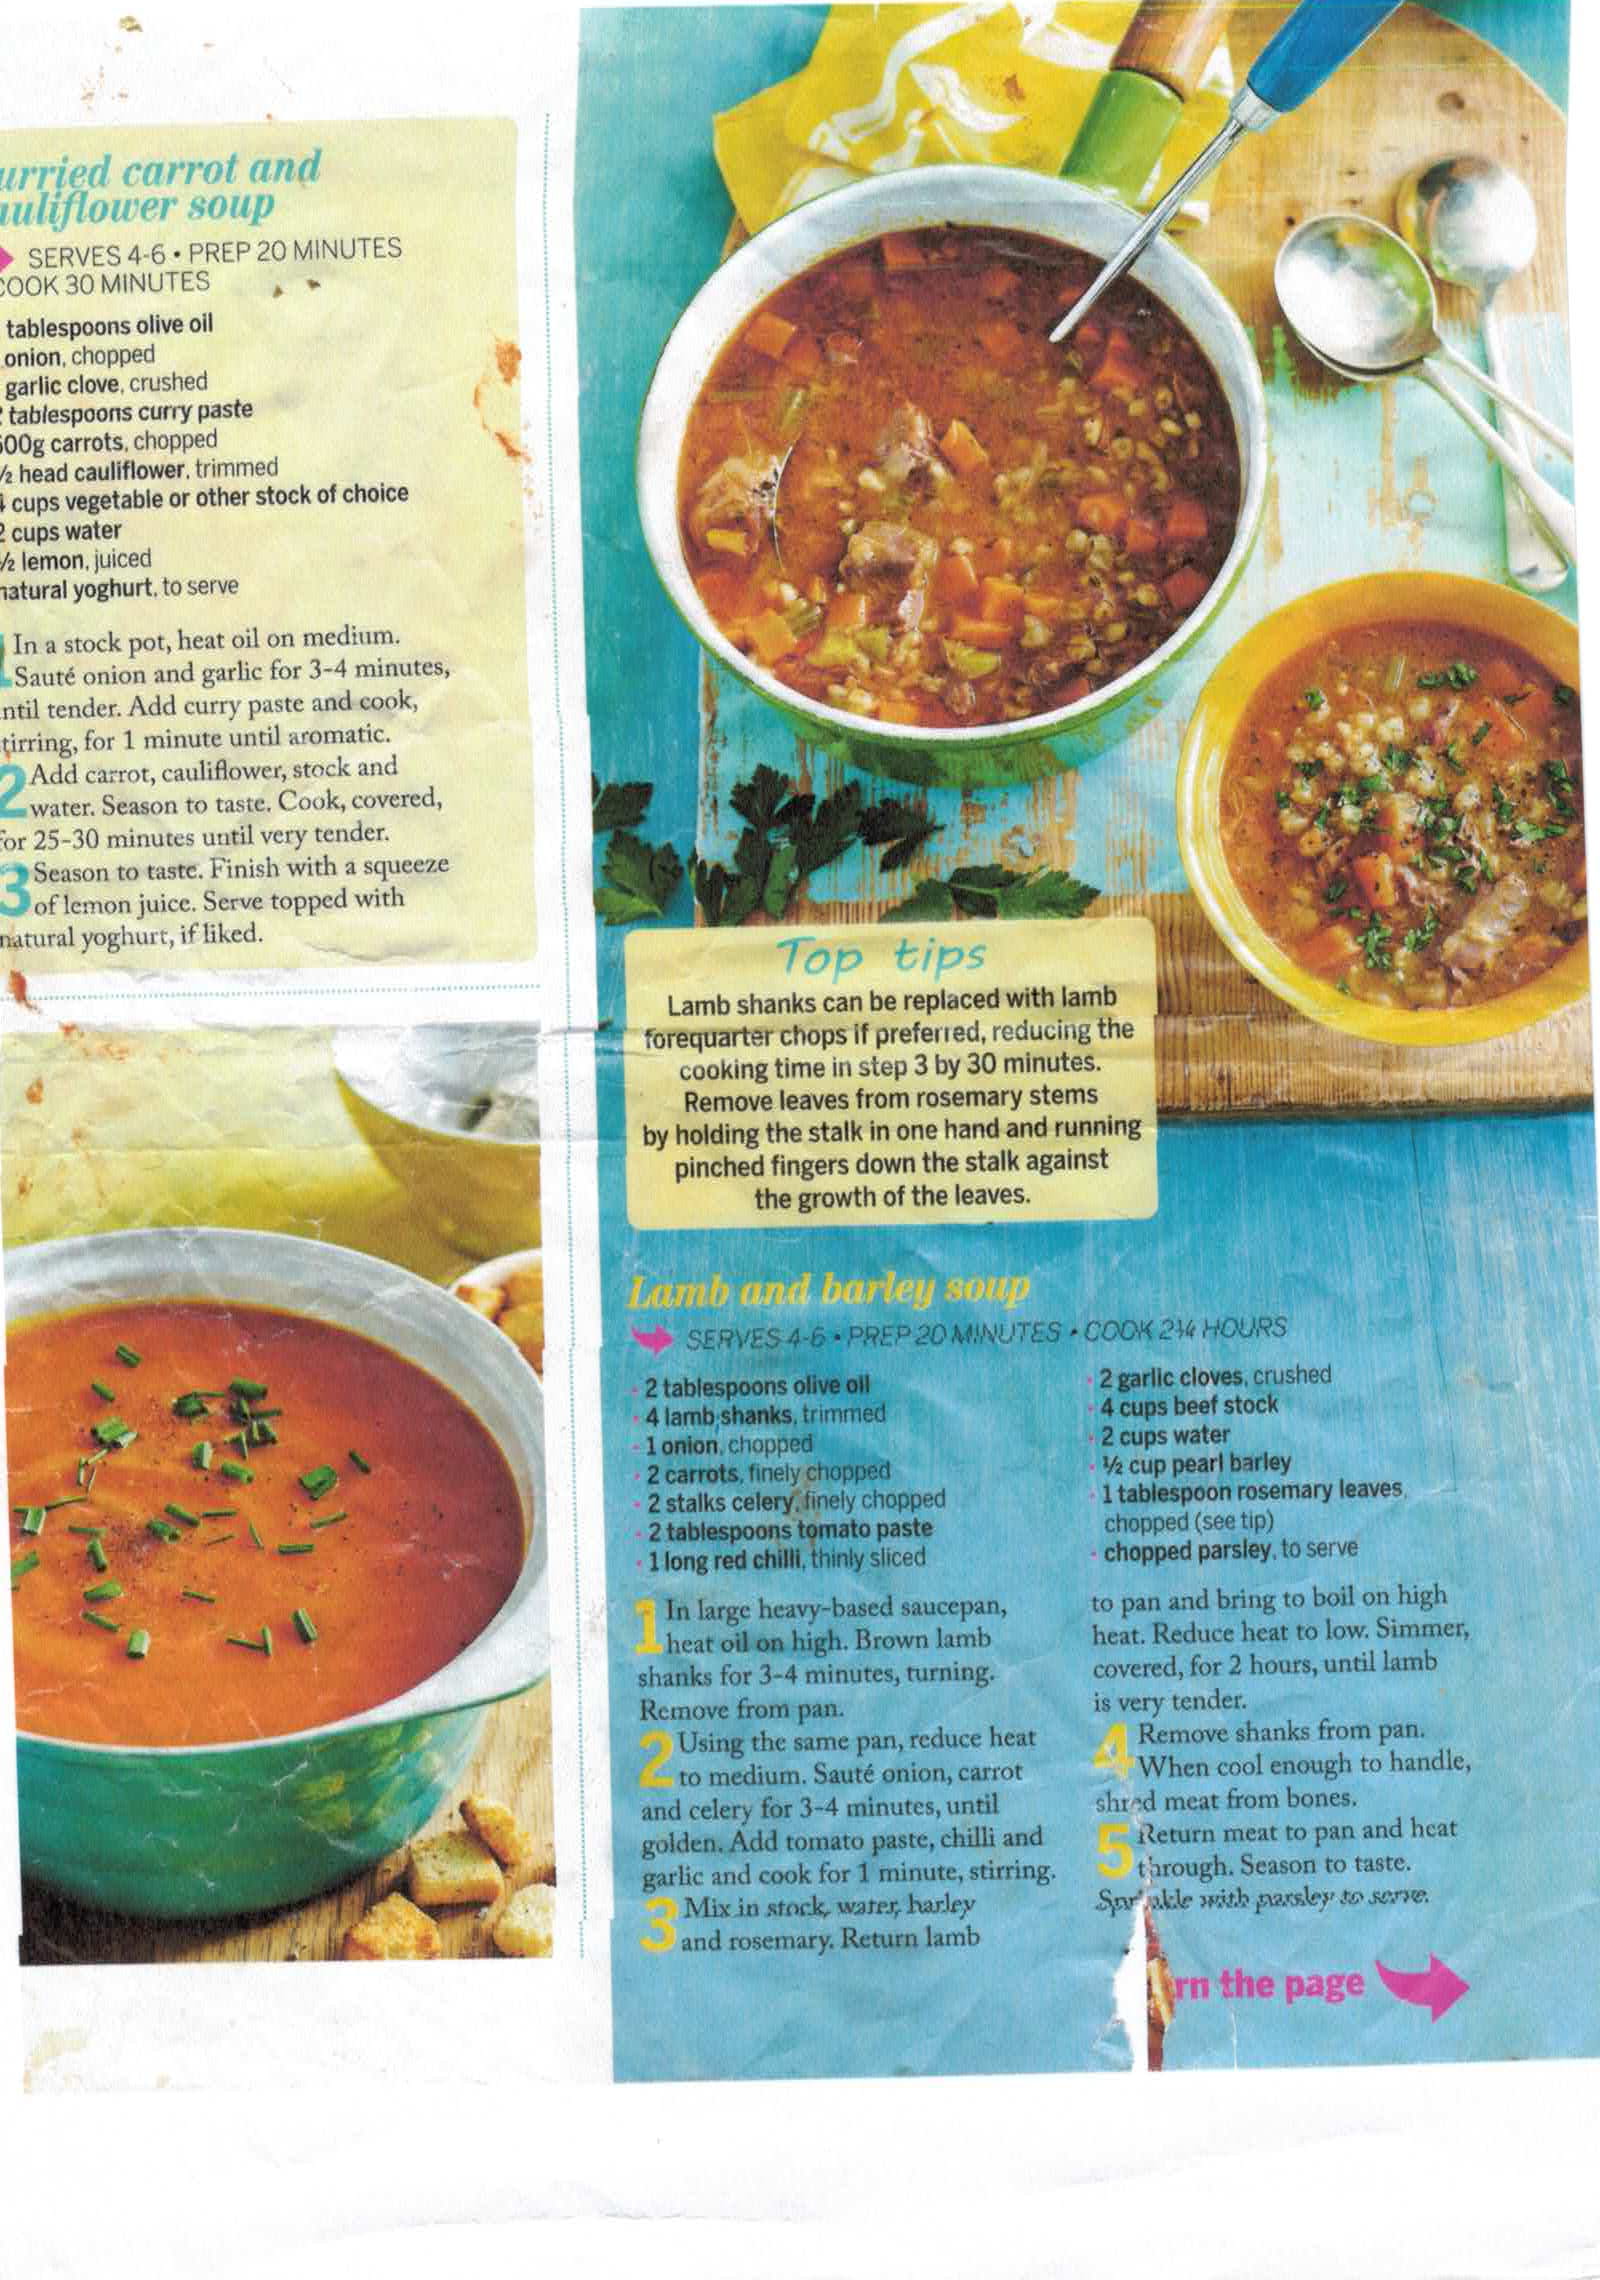 urried carrot and
auliflower soup
SERVES 4-6 • PREP 20 MINUTES
COOK 30 MINUTES
tablespoons olive oil
onion, chopped
garlic clove, crushed
2 tablespoons curry paste
500g carrots, chopped
½ head cauliflower, trimmed
4 cups vegetable or other stock of choice
2 cups water
½ lemon, juiced
natural yoghurt, to serve
1 In a stock pot, heat oil on medium.
Sauté onion and garlic for 3-4 minutes,
ntil tender. Add curry paste and cook,
tirring, for 1 minute until aromatic.
2 Add carrot, cauliflower, stock and
water. Season to taste. Cook, covered,
for 25-30 minutes until very tender.
3 Season to taste. Finish with a squeeze
of lemon juice. Serve topped with
natural yoghurt, if liked.
Top tips
Lamb shanks can be replaced with lamb
forequarter chops if preferred, reducing the
cooking time in step 3 by 30 minutes.
Remove leaves from rosemary stems
by holding the stalk in one hand and running
pinched fingers down the stalk against
the growth of the leaves.
Lamb and barley soup
SERVES 4-6 • PREP 20 MINUTES • COOK 2¼ HOURS
• 2 tablespoons olive oil
• 4 lamb shanks, trimmed
• 1 onion, chopped
• 2 carrots, finely chopped
• 2 stalks celery, finely chopped
• 2 tablespoons tomato paste
• 1 long red chilli, thinly sliced
• 2 garlic cloves, crushed
• 4 cups beef stock
• 2 cups water
• ½ cup pearl barley
• 1 tablespoon rosemary leaves,
chopped (see tip)
• chopped parsley, to serve
1 In large heavy-based saucepan,
heat oil on high. Brown lamb
shanks for 3-4 minutes, turning.
Remove from pan.
2 Using the same pan, reduce heat
to medium. Sauté onion, carrot
and celery for 3-4 minutes, until
golden. Add tomato paste, chilli and
garlic and cook for 1 minute, stirring.
3 Mix in stock, water, barley
and rosemary. Return lamb
to pan and bring to boil on high
heat. Reduce heat to low. Simmer,
covered, for 2 hours, until lamb
is very tender.
4 Remove shanks from pan.
When cool enough to handle,
shred meat from bones.
5 Return meat to pan and heat
through. Season to taste.
Sprinkle with parsley to serve.
rn the page